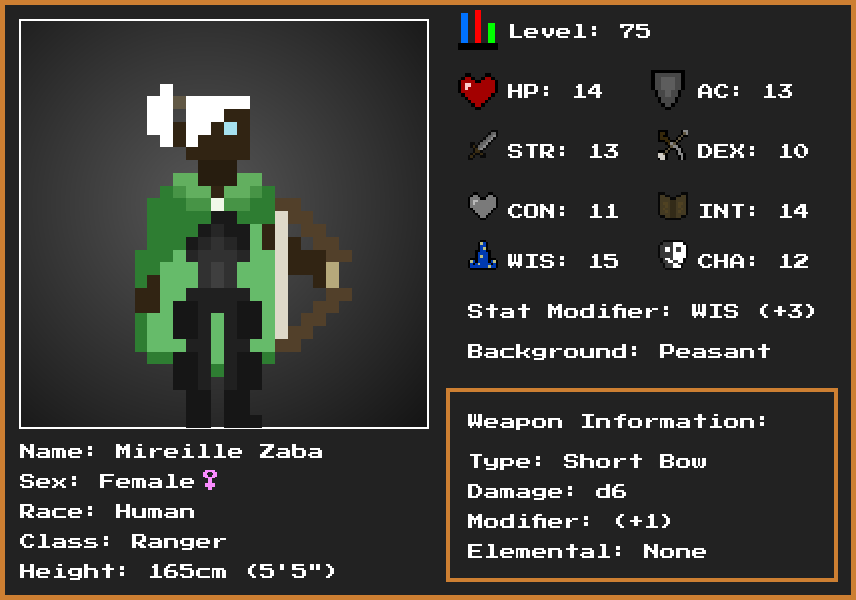 Level: 75
HP: 14
AC: 13
STR: 13
DEX: 10
CON: 11
INT: 14
WIS: 15
CHA: 12
Stat Modifier: WIS (+3)
Background: Peasant
Weapon Information:
Type: Short Bow
Damage: d6
Modifier: (+1)
Elemental: None
Name: Mireille Zaba
Sex: Female♀
Race: Human
Class: Ranger
Height: 165cm (5'5")